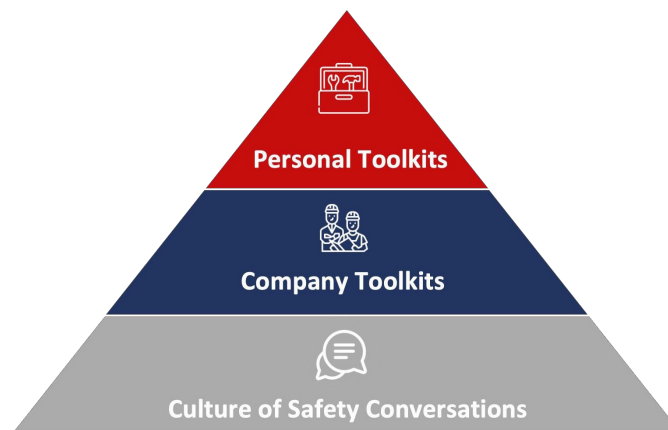 Personal Toolkits
Company Toolkits
Culture of Safety Conversations